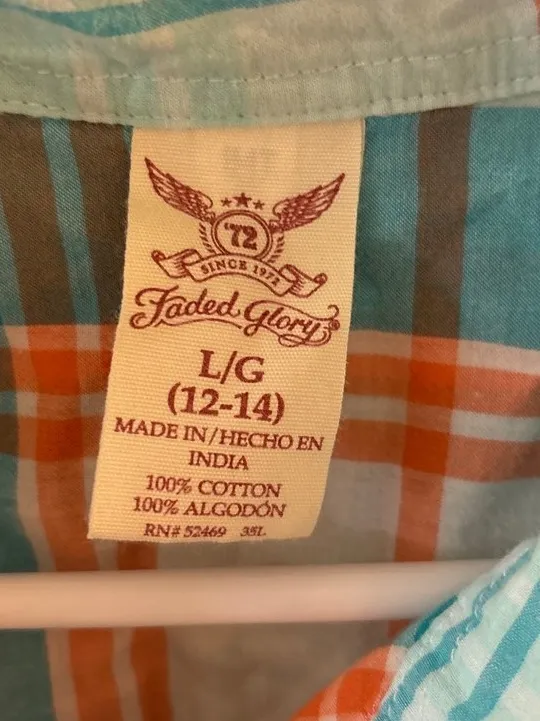 '72
SINCE 1972
Faded Glory
L/G
(12-14)
MADE IN/HECHO EN
INDIA
100% COTTON
100% ALGODÓN
RN# 52469 35L